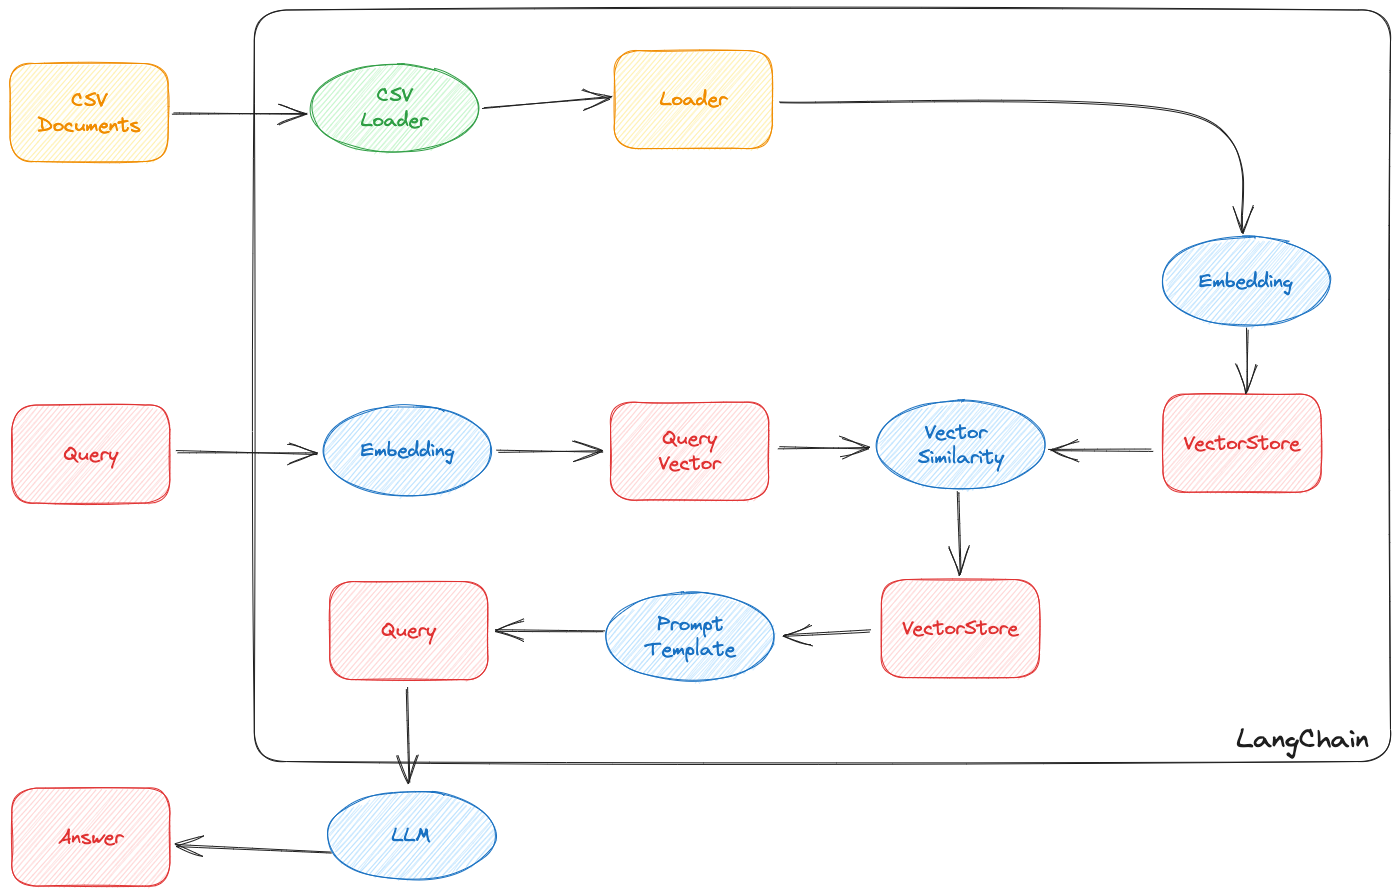 CSV
Documents
CSV
Loader
Loader
Embedding
Query
Embedding
Query
Vector
Vector
Similarity
VectorStore
Query
Prompt
Template
VectorStore
LangChain
Answer
LLM